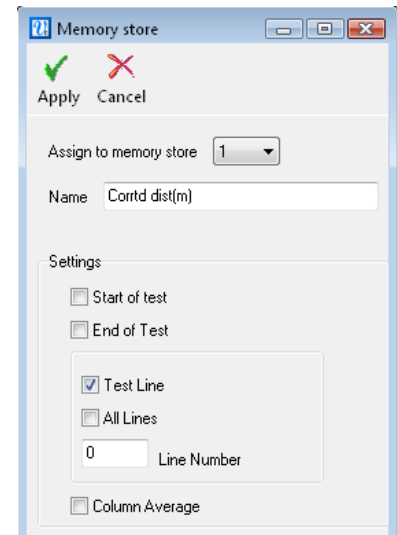 Memory store
Apply Cancel
Assign to memory store 1
Name Corrtd dist(m)
Settings
Start of test
End of Test
Test Line
All Lines
0 Line Number
Column Average